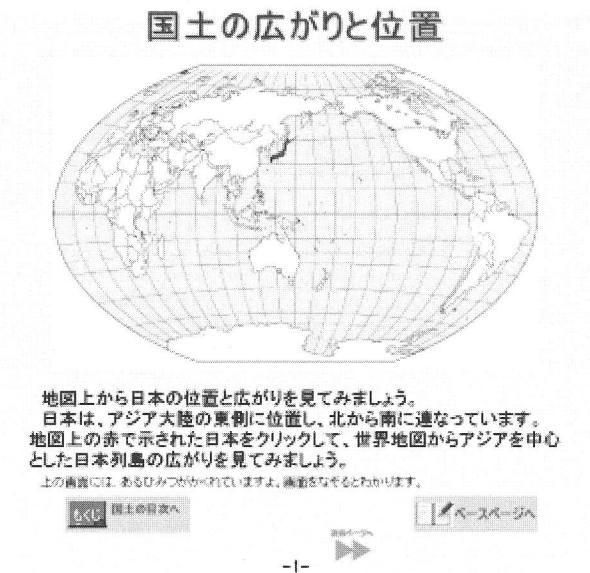 国土の広がりと位置
地図上から日本の位置と広がりを見てみましょう。
日本は、アジア大陸の東側に位置し、北から南に連なっています。
地図上の赤で示された日本をクリックして、世界地図からアジアを中心
とした日本列島の広がりを見てみましょう。
上の画面には、あるひみつがかくれていますよ。画面をなぞるとわかります。
もくじ 国土の目次へ
ベースページへ
-1-